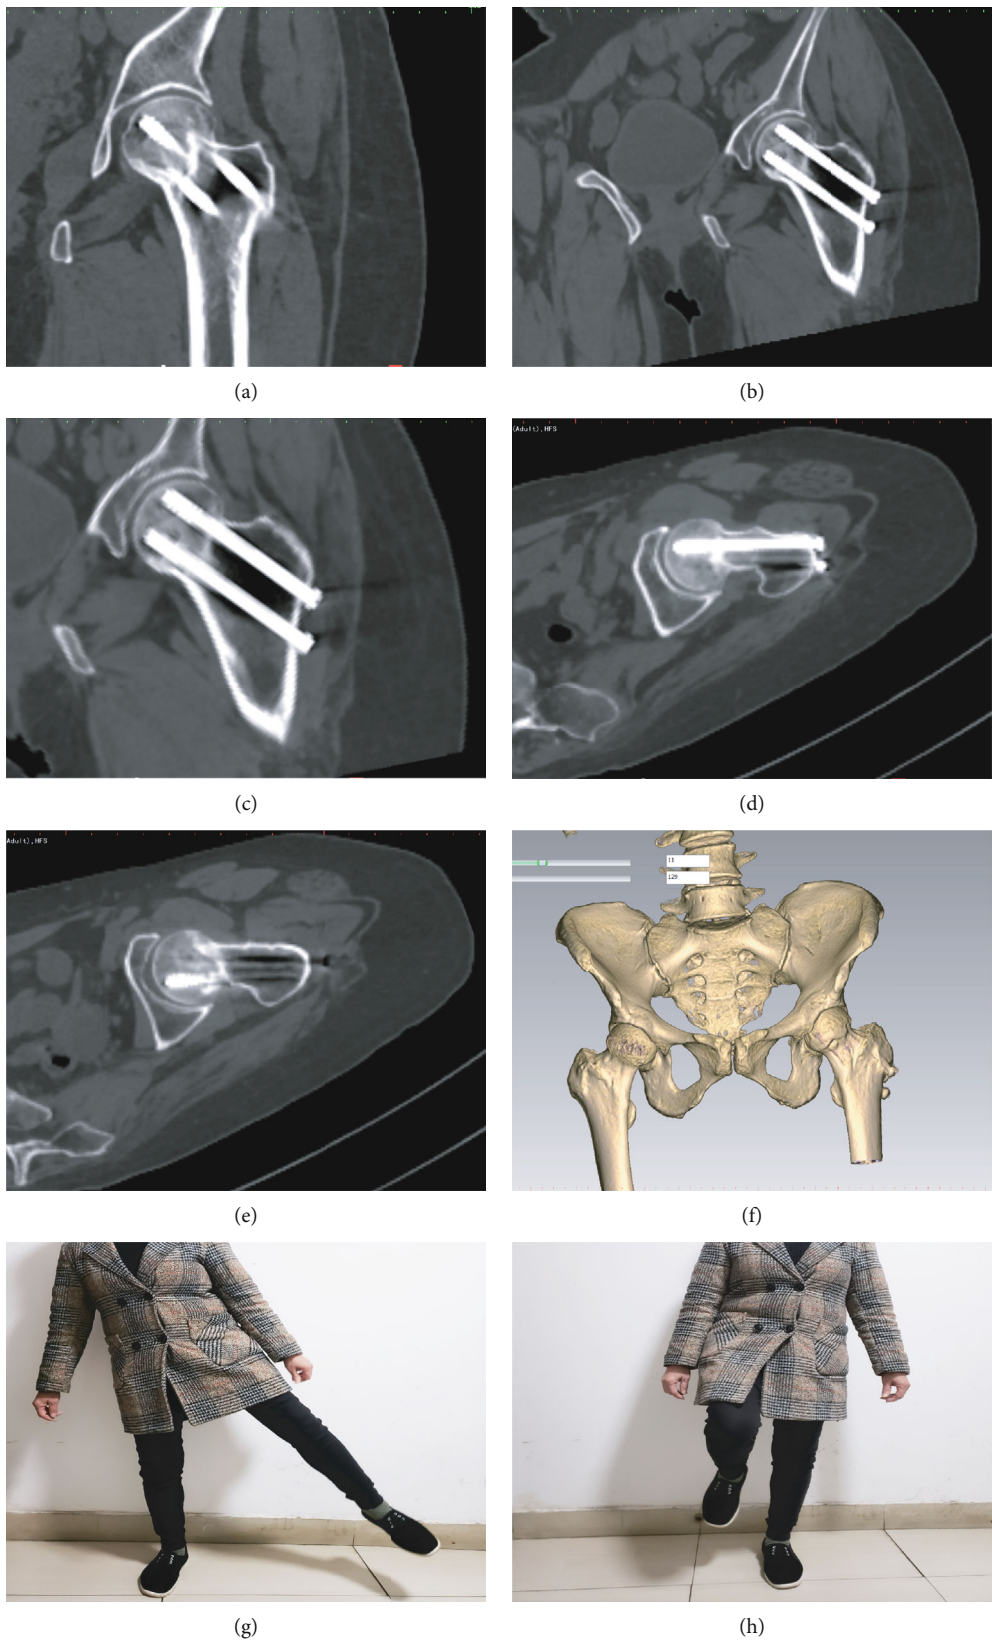 (a)
(b)
(c)
(Adult), HFS
(d)
Adult), HFS
(e)
11
129
(f)
(g)
(h)